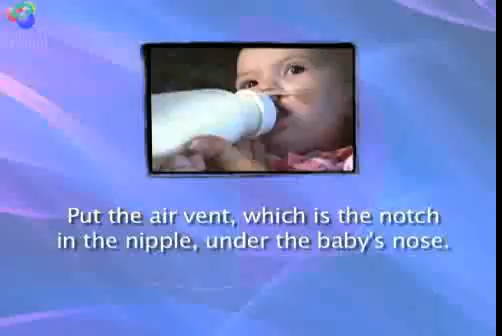 Put the air vent, which is the notch
in the nipple, under the baby's nose.